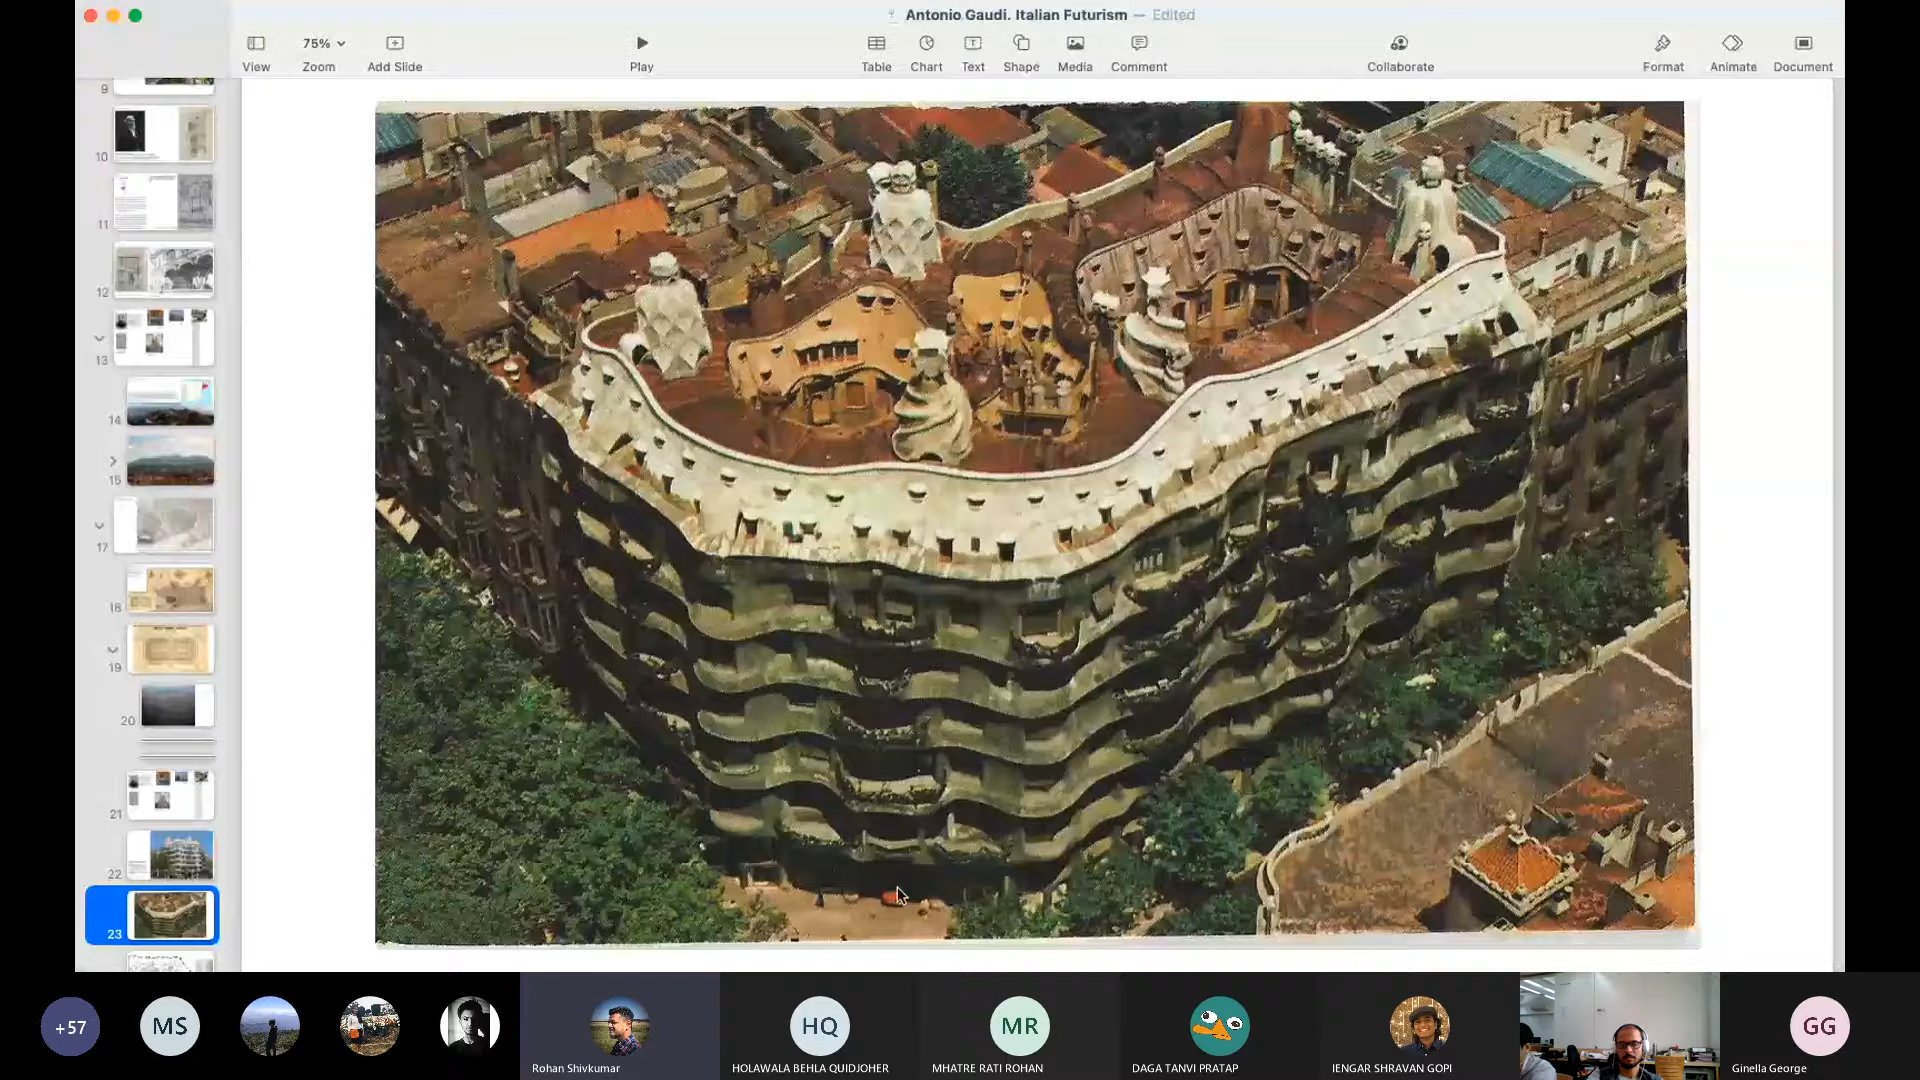 Antonio Gaudi. Italian Futurism — Edited
75%
View
Zoom
Add Slide
Play
Table
Chart
Text
Shape
Media
Comment
Collaborate
Format
Animate
Document
9
10
11
12
13
14
15
17
18
19
20
21
22
23
+57
MS
HQ
MR
GG
Rohan Shivkumar
HOLAWALA BEHLA QUIDJOHER
MHATRE RATI ROHAN
DAGA TANVI PRATAP
IENGAR SHRAVAN GOPI
Ginella George